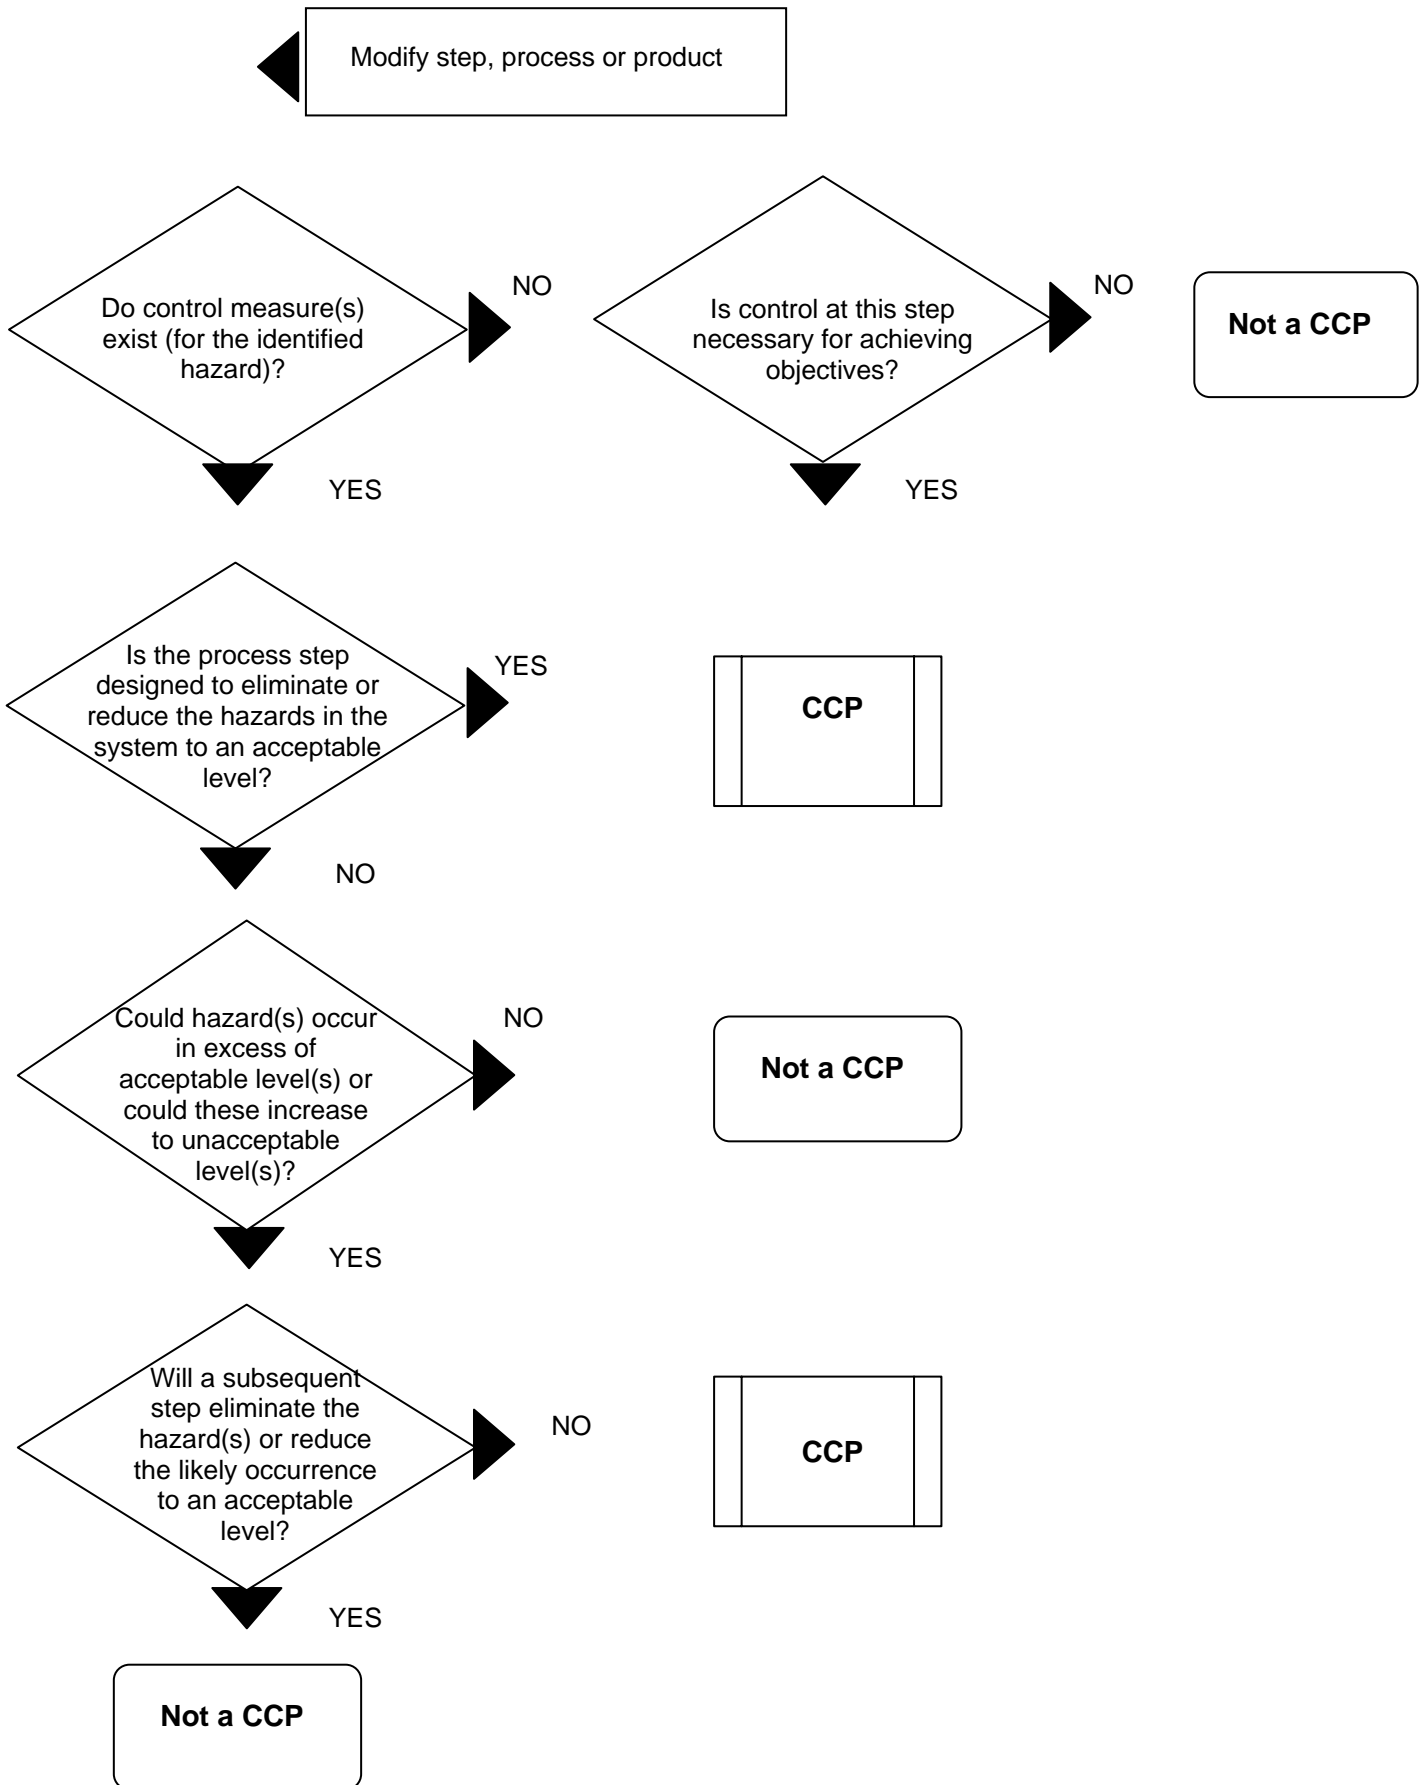 Modify step, process or product
Do control measure(s)
exist (for the identified
hazard)?
NO
Is control at this step
necessary for achieving
objectives?
NO
Not a CCP
YES
YES
Is the process step
designed to eliminate or
reduce the hazards in the
system to an acceptable
level?
YES
CCP
NO
Could hazard(s) occur
in excess of
acceptable level(s) or
could these increase
to unacceptable
level(s)?
NO
Not a CCP
YES
Will a subsequent
step eliminate the
hazard(s) or reduce
the likely occurrence
to an acceptable
level?
NO
CCP
YES
Not a CCP